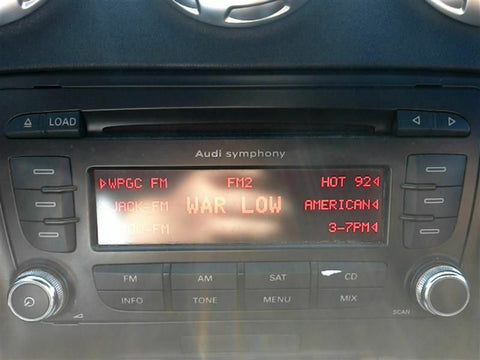 LOAD
Audi symphony
WPGC FM FM2 HOT 92
JACK-FM WAR LOW AMERICAN
-FM 3-7PM
FM AM SAT CD
INFO TONE MENU MIX
SCAN